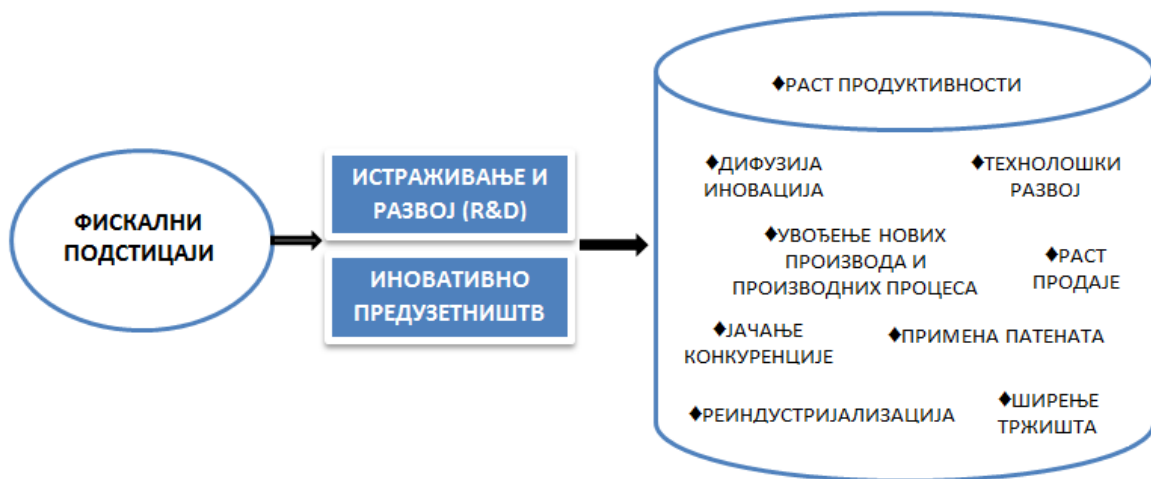 ФИСКАЛНИ
ПОДСТИЦАЈИ
ИСТРАЖИВАЊЕ И
РАЗВОЈ (R&D)
ИНОВАТИВНО
ПРЕДУЗЕТНИШТВ
♦РАСТ ПРОДУКТИВНОСТИ
♦ДИФУЗИЈА
ИНОВАЦИЈА
♦ТЕХНОЛОШКИ
РАЗВОЈ
♦УВОЂЕЊЕ НОВИХ
ПРОИЗВОДА И
ПРОИЗВОДНИХ ПРОЦЕСА
♦РАСТ
ПРОДАЈЕ
♦ЈАЧАЊЕ
КОНКУРЕНЦИЈЕ
♦ПРИМЕНА ПАТЕНАТА
♦РЕИНДУСТРИЈАЛИЗАЦИЈА
♦ШИРЕЊЕ
ТРЖИШТА